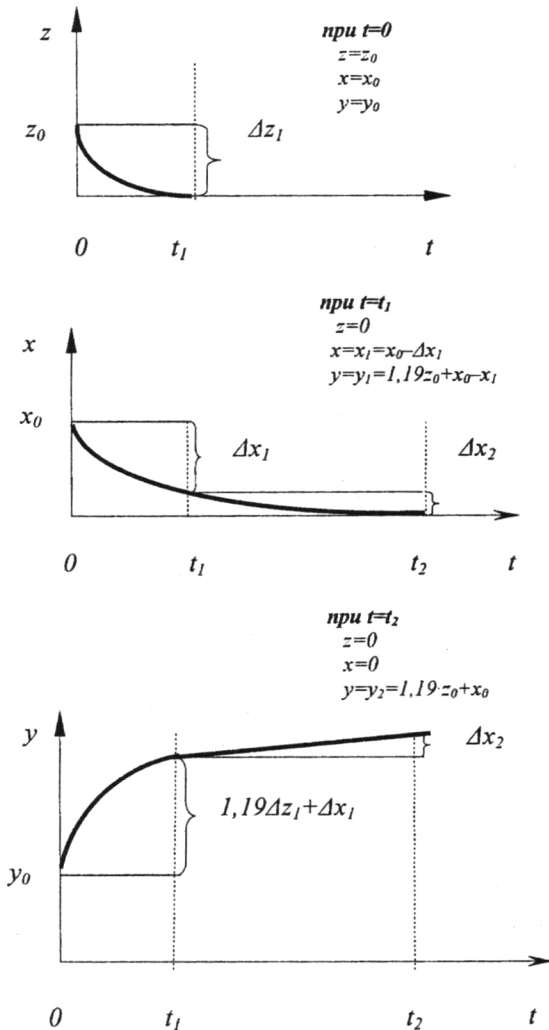 z
при t=0
z=z₀
x=x₀
y=y₀
z₀
Δz₁
0
t₁
t
при t=t₁
z=0
x=x₁=x₀–Δx₁
y=y₁=1,19z₀+x₀–x₁
x
x₀
Δx₁
Δx₂
0
t₁
t₂
t
при t=t₂
z=0
x=0
y=y₂=1,19·z₀+x₀
y
Δx₂
1,19Δz₁+Δx₁
y₀
0
t₁
t₂
t